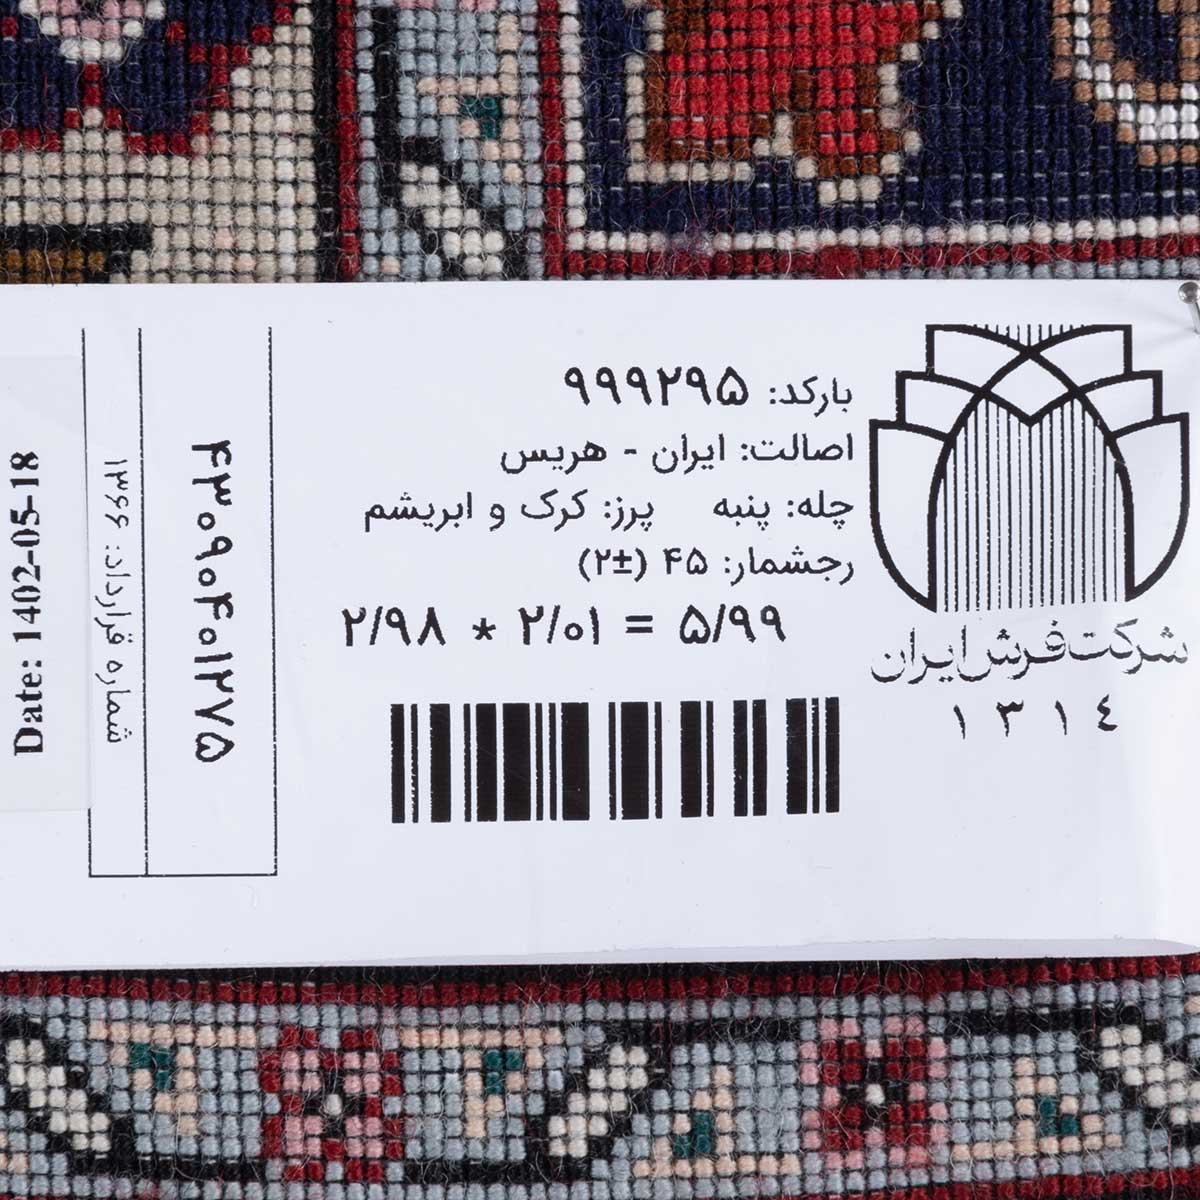 بارکد: ۹۹۹۲۹۵
اصالت: ایران - هریس
چله: پنبه پرز: کرک و ابریشم
رجشمار: ۴۵ (±۲)
۲/۹۸ * ۲/۰۱ = ۵/۹۹
شرکت فرش ایران
۱۳۱٤
۴۳۰۹۰۴۰۱۲۷۵
شماره قرارداد: ۱۳۶۶
Date: 1402-05-18